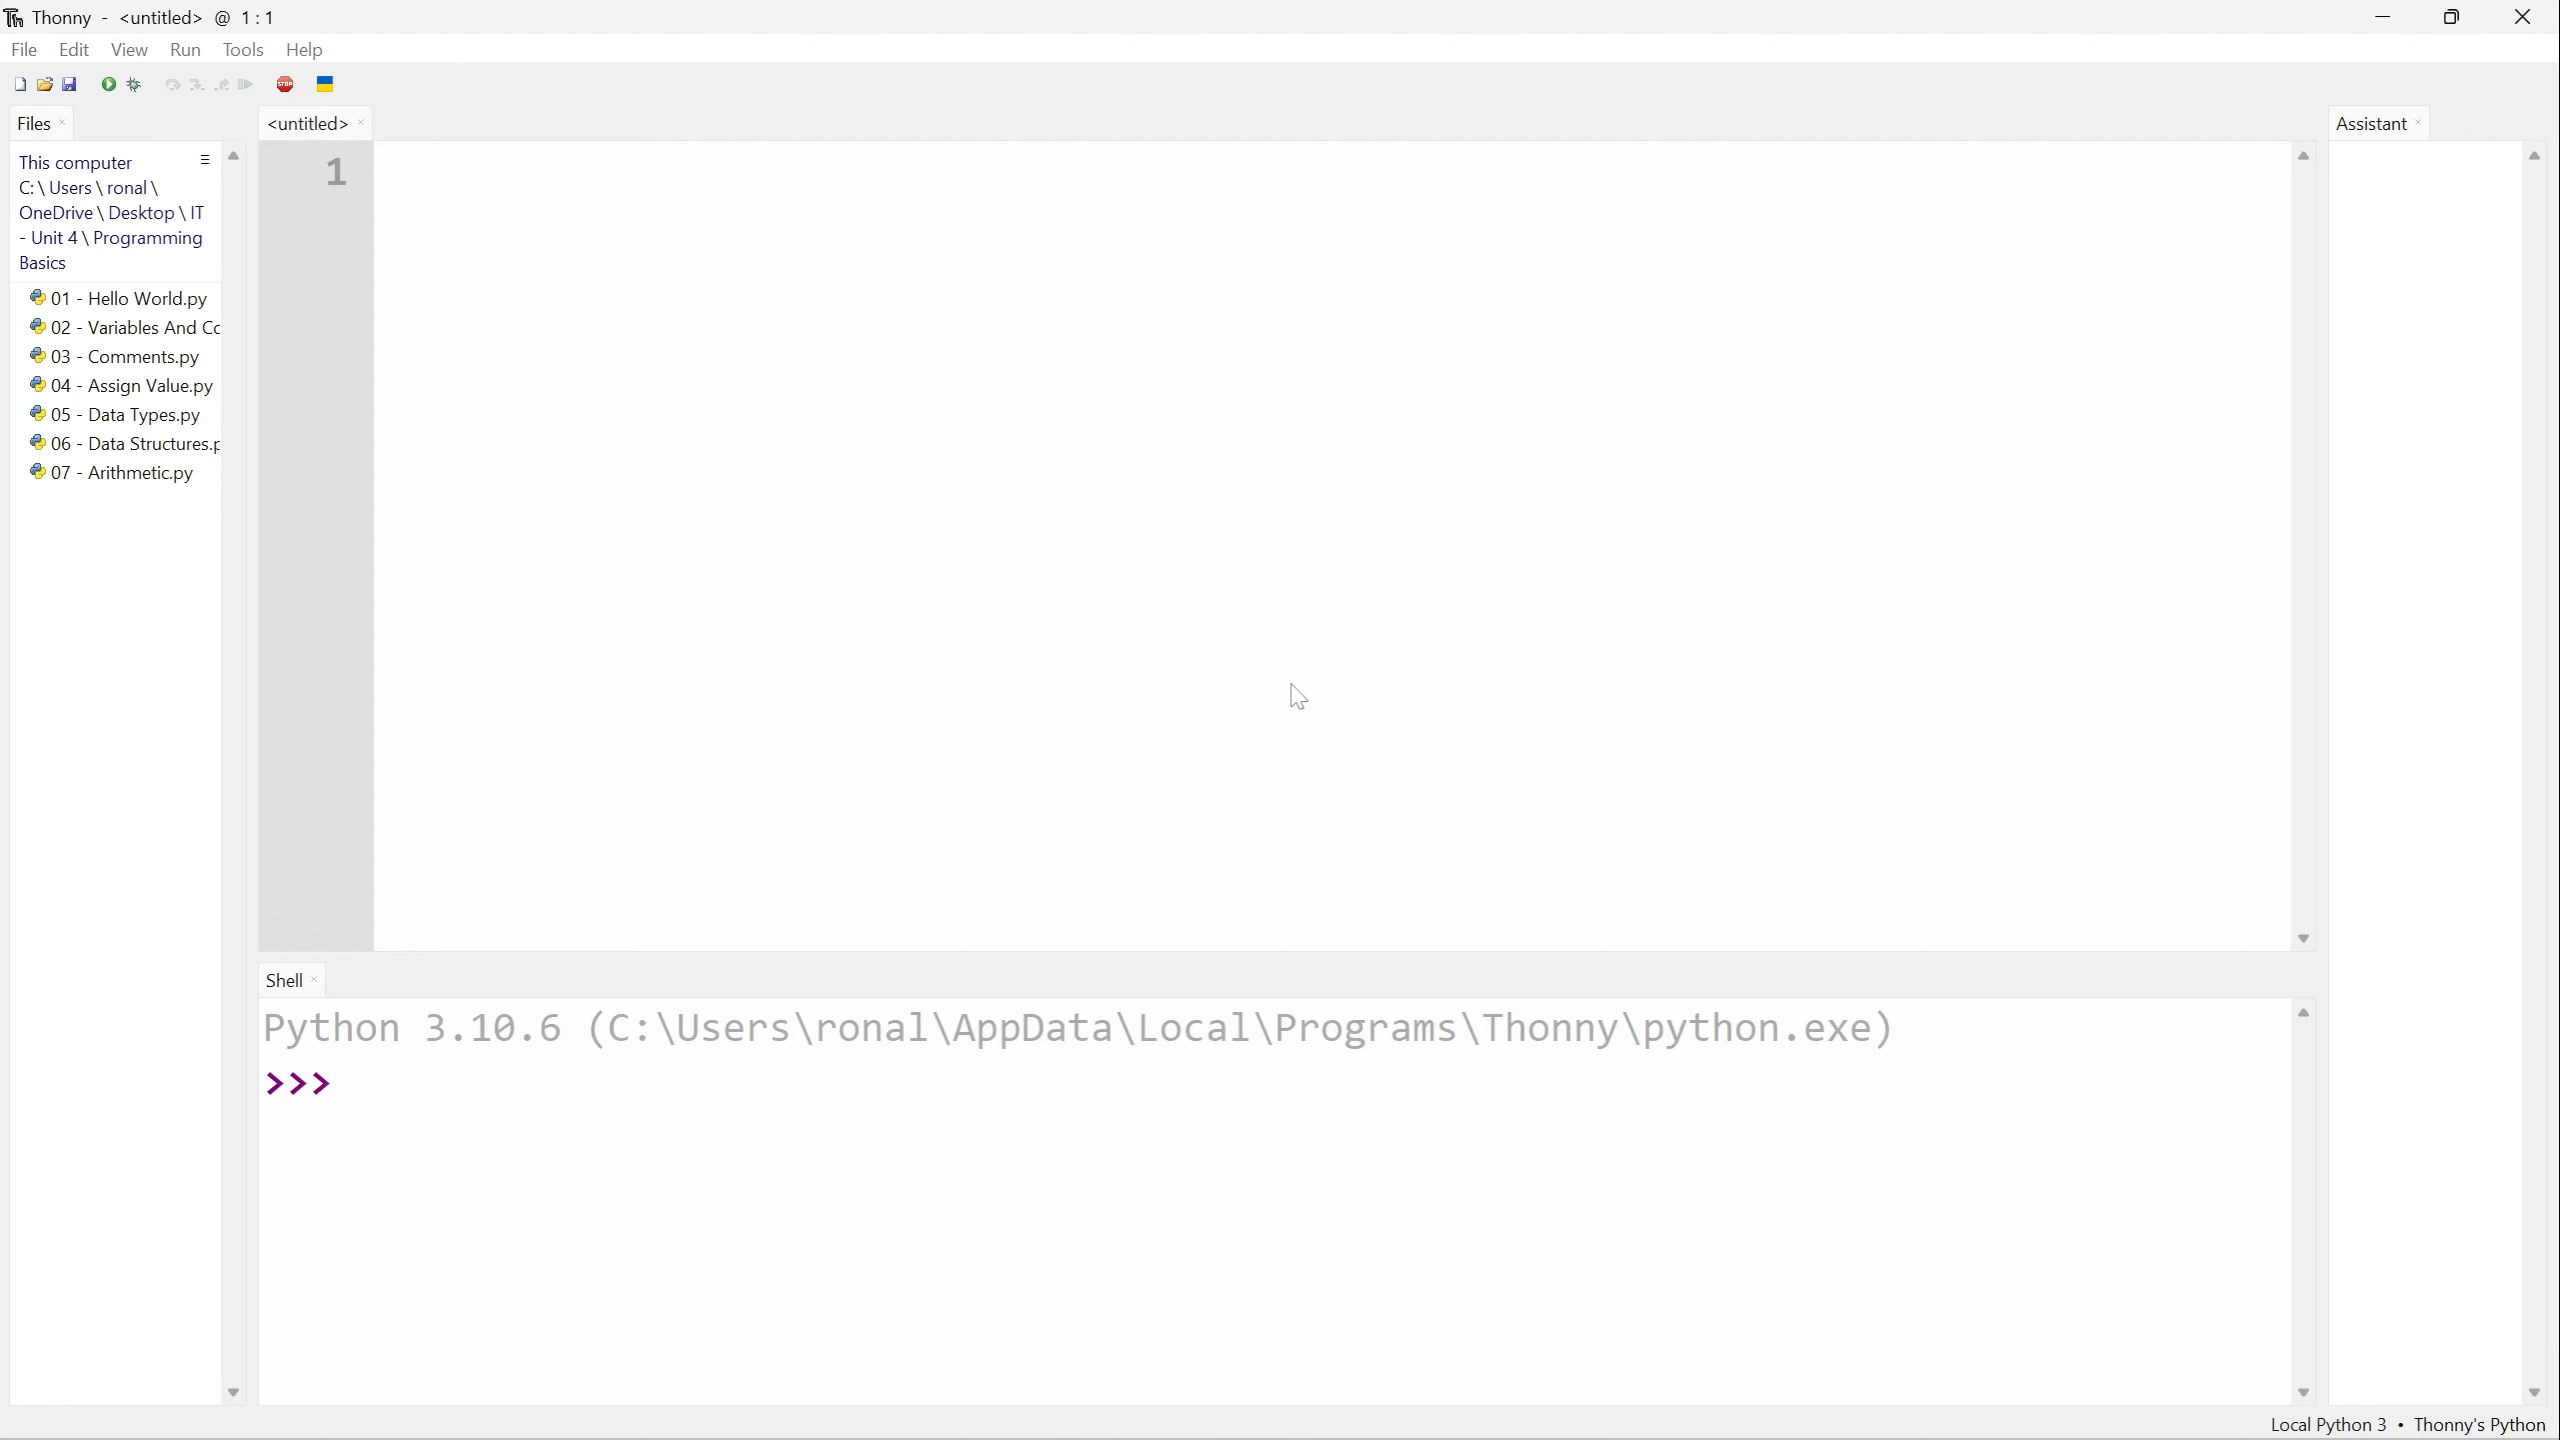 Thonny - <untitled> @ 1 : 1
File Edit View Run Tools Help
Files
<untitled>
Assistant
This computer
C: \ Users \ ronal \
OneDrive \ Desktop \ IT
- Unit 4 \ Programming
Basics
01 - Hello World.py
02 - Variables And Cc
03 - Comments.py
04 - Assign Value.py
05 - Data Types.py
06 - Data Structures.p
07 - Arithmetic.py
1
Shell
Python 3.10.6 (C:\Users\ronal\AppData\Local\Programs\Thonny\python.exe)
>>>
Local Python 3 • Thonny's Python